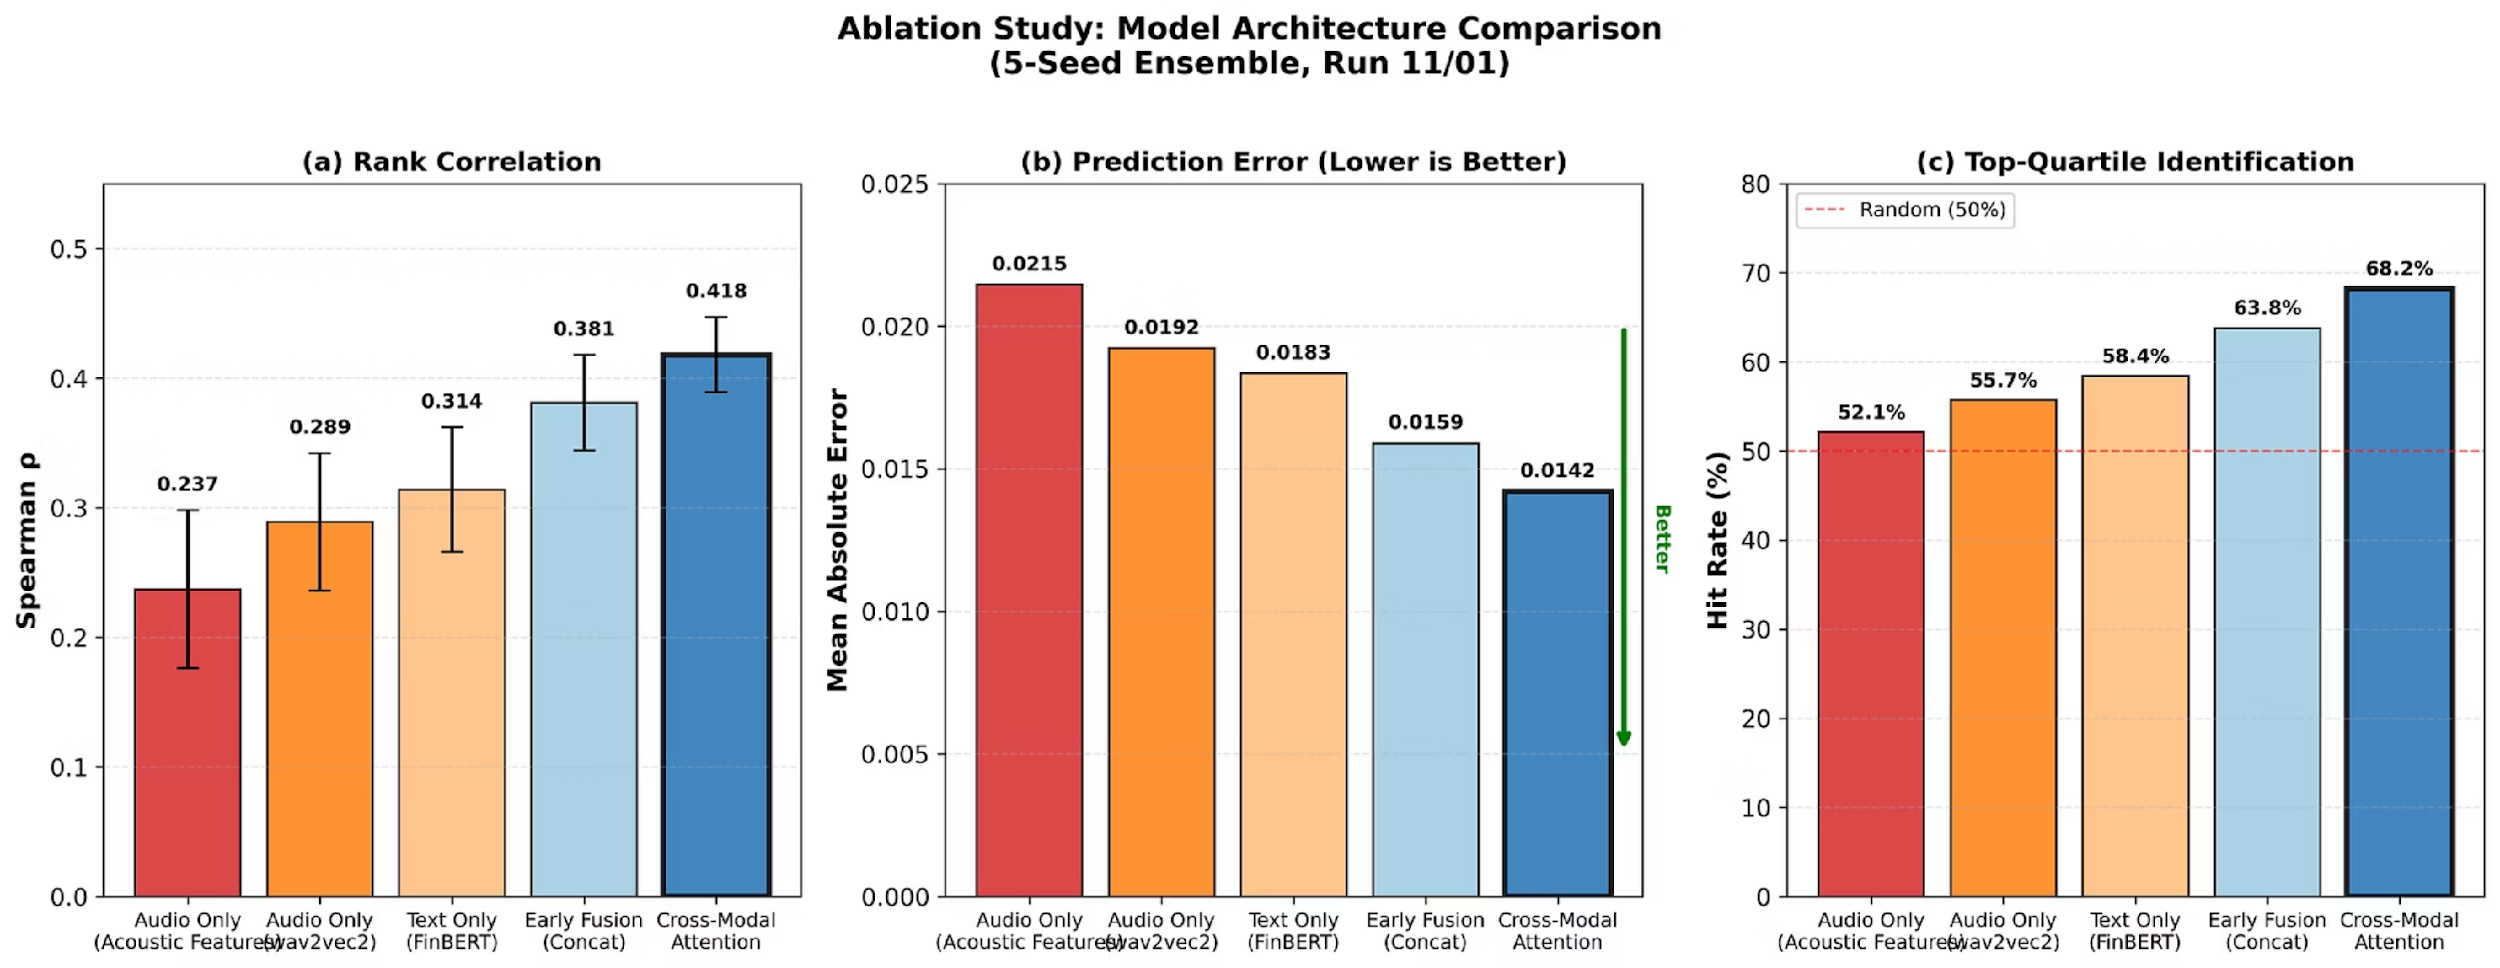 Ablation Study: Model Architecture Comparison
(5-Seed Ensemble, Run 11/01)
(a) Rank Correlation
Spearman ρ
0.5
0.4
0.3
0.2
0.1
0.0
0.237
0.289
0.314
0.381
0.418
Audio Only
(Acoustic Features)
Audio Only
(wav2vec2)
Text Only
(FinBERT)
Early Fusion
(Concat)
Cross-Modal
Attention
(b) Prediction Error (Lower is Better)
Mean Absolute Error
0.025
0.020
0.015
0.010
0.005
0.000
0.0215
0.0192
0.0183
0.0159
0.0142
Better
Audio Only
(Acoustic Features)
Audio Only
(wav2vec2)
Text Only
(FinBERT)
Early Fusion
(Concat)
Cross-Modal
Attention
(c) Top-Quartile Identification
Hit Rate (%)
80
70
60
50
40
30
20
10
0
Random (50%)
52.1%
55.7%
58.4%
63.8%
68.2%
Audio Only
(Acoustic Features)
Audio Only
(wav2vec2)
Text Only
(FinBERT)
Early Fusion
(Concat)
Cross-Modal
Attention